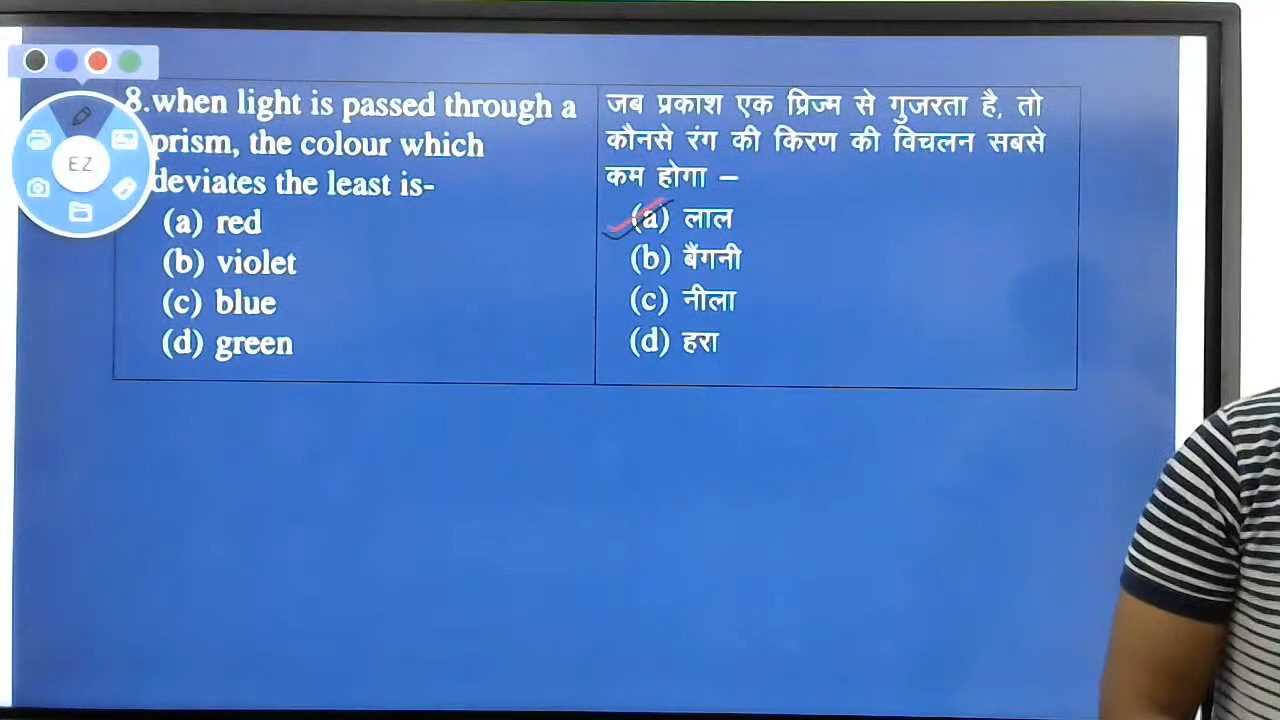 8.when light is passed through a
prism, the colour which
deviates the least is-
(a) red
(b) violet
(c) blue
(d) green
जब प्रकाश एक प्रिज्म से गुजरता है, तो
कौनसे रंग की किरण की विचलन सबसे
कम होगा –
(a) लाल
(b) बैंगनी
(c) नीला
(d) हरा
EZ